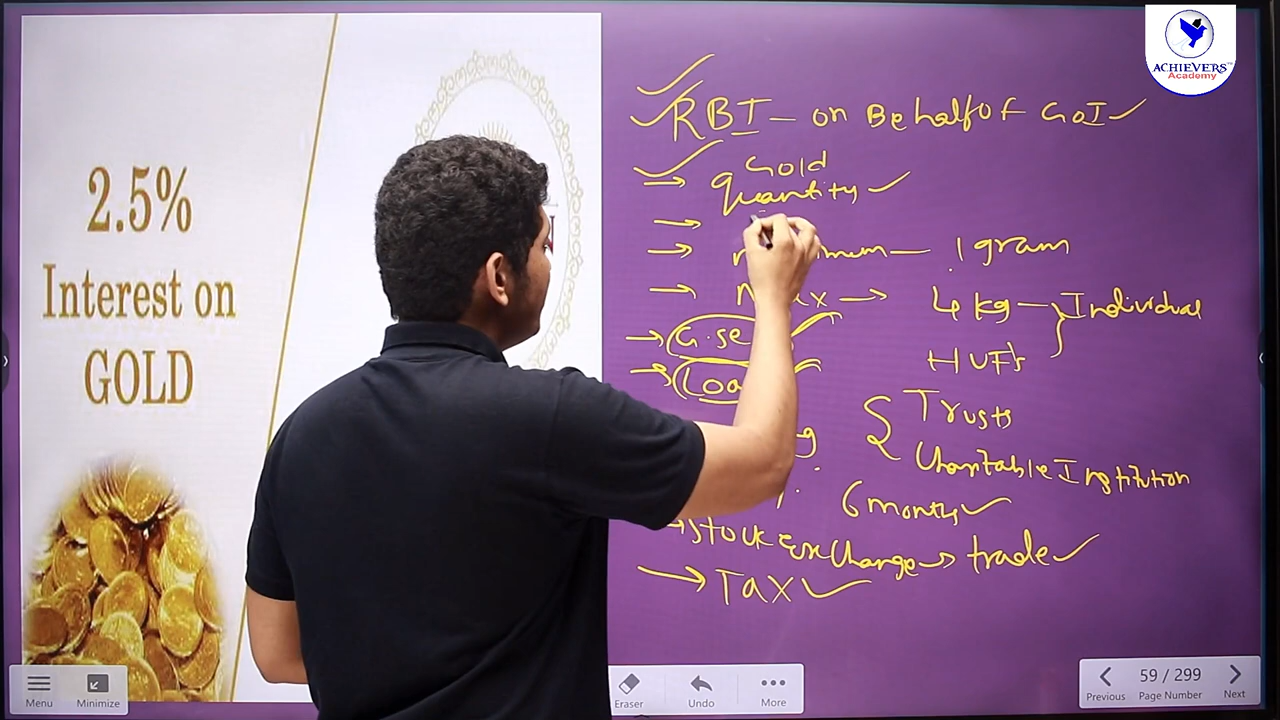 2.5%
Interest on
GOLD
ACHIEVERS
Academy
RBI - on Behalf of GoI
Gold
quantity
1 gram
Max → 4 kg - Individual
HUFs
Trusts
Charitable Institution
6 months
Stock Exchange → trade
→ TAX
Menu
Minimize
Eraser
Undo
More
Previous
59 / 299
Page Number
Next